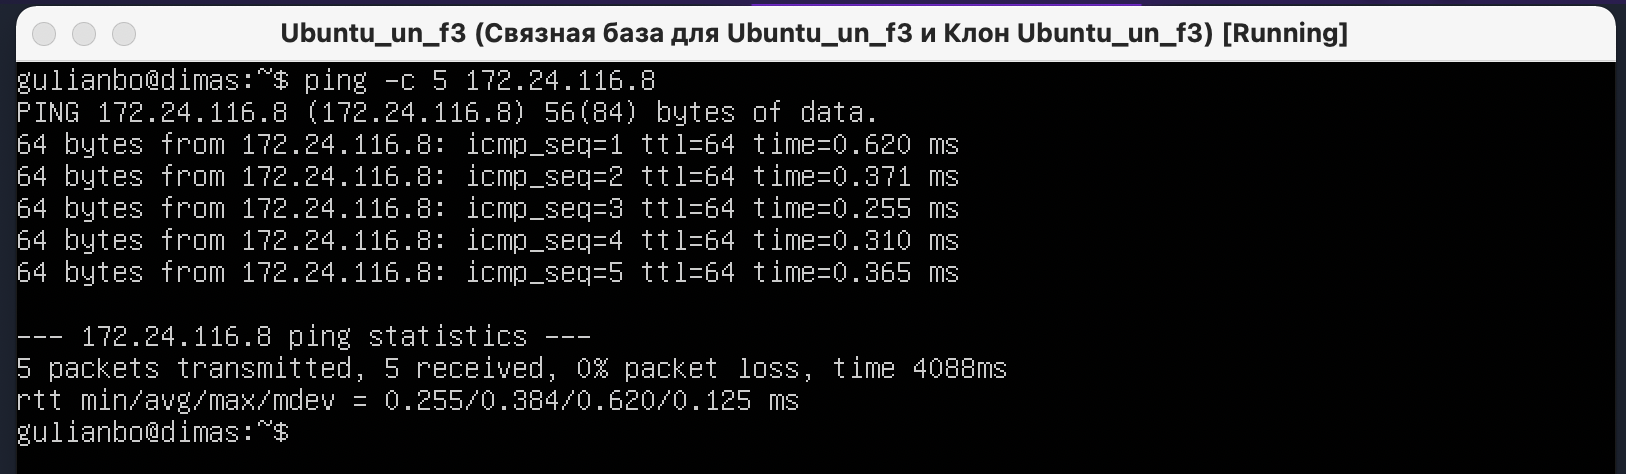 Ubuntu_un_f3 (Связная база для Ubuntu_un_f3 и Клон Ubuntu_un_f3) [Running]
gulianbo@dimas:~$ ping -c 5 172.24.116.8
PING 172.24.116.8 (172.24.116.8) 56(84) bytes of data.
64 bytes from 172.24.116.8: icmp_seq=1 ttl=64 time=0.620 ms
64 bytes from 172.24.116.8: icmp_seq=2 ttl=64 time=0.371 ms
64 bytes from 172.24.116.8: icmp_seq=3 ttl=64 time=0.255 ms
64 bytes from 172.24.116.8: icmp_seq=4 ttl=64 time=0.310 ms
64 bytes from 172.24.116.8: icmp_seq=5 ttl=64 time=0.365 ms
--- 172.24.116.8 ping statistics ---
5 packets transmitted, 5 received, 0% packet loss, time 4088ms
rtt min/avg/max/mdev = 0.255/0.384/0.620/0.125 ms
gulianbo@dimas:~$